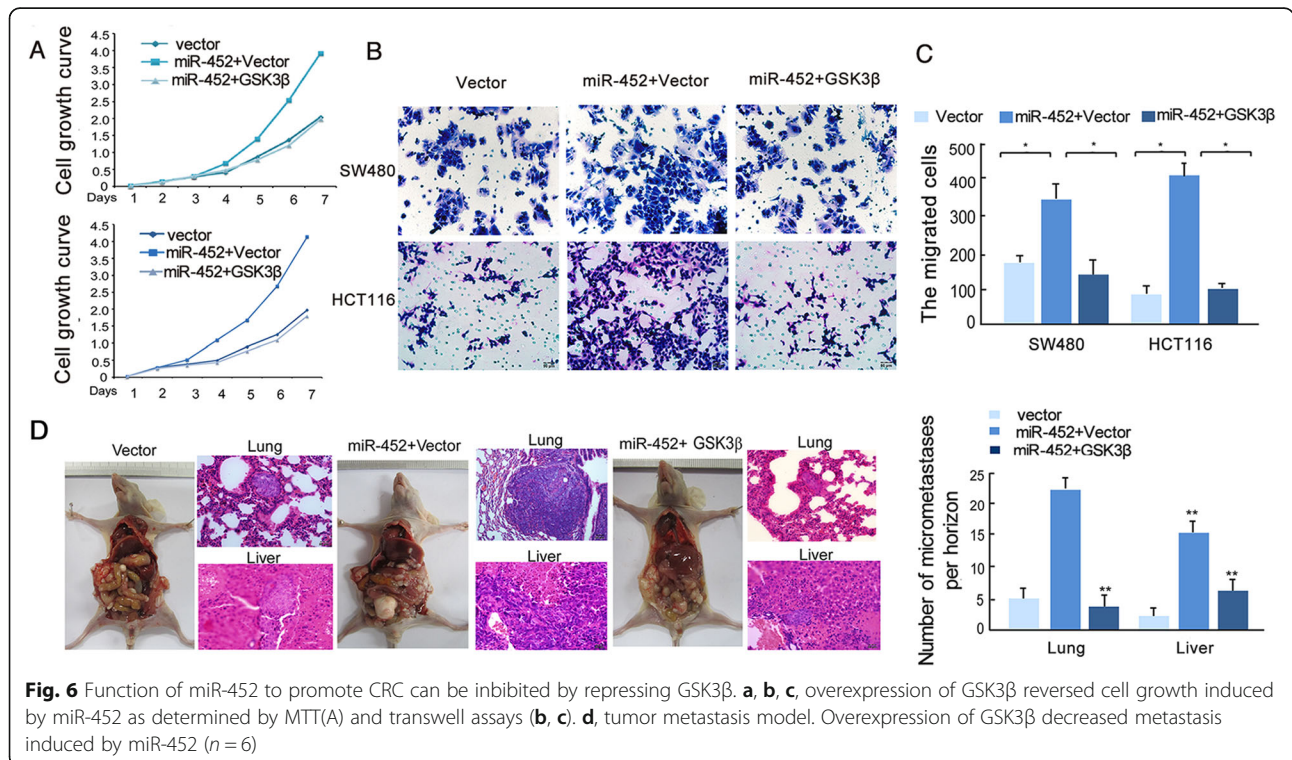 A
Cell growth curve
4.5
4.0
3.5
3.0
2.5
2.0
1.5
1.0
0.5
0
vector
miR-452+Vector
miR-452+GSK3β
Days 1 2 3 4 5 6 7
Cell growth curve
4.5
4.0
3.5
3.0
2.5
2.0
1.5
1.0
0.5
0
vector
miR-452+Vector
miR-452+GSK3β
Days 1 2 3 4 5 6 7
B
Vector miR-452+Vector miR-452+GSK3β
SW480
HCT116
C
Vector miR-452+Vector miR-452+GSK3β
The migrated cells
500
400
300
200
100
0
* * * *
SW480 HCT116
D
Vector Lung miR-452+Vector Lung miR-452+ GSK3β Lung
Liver Liver Liver
vector
miR-452+Vector
miR-452+GSK3β
Number of micrometastases
per horizon
25
20
15
10
5
0
** ** **
Lung Liver
Fig. 6 Function of miR-452 to promote CRC can be inbibited by repressing GSK3β. a, b, c, overexpression of GSK3β reversed cell growth induced
by miR-452 as determined by MTT(A) and transwell assays (b, c). d, tumor metastasis model. Overexpression of GSK3β decreased metastasis
induced by miR-452 (n = 6)